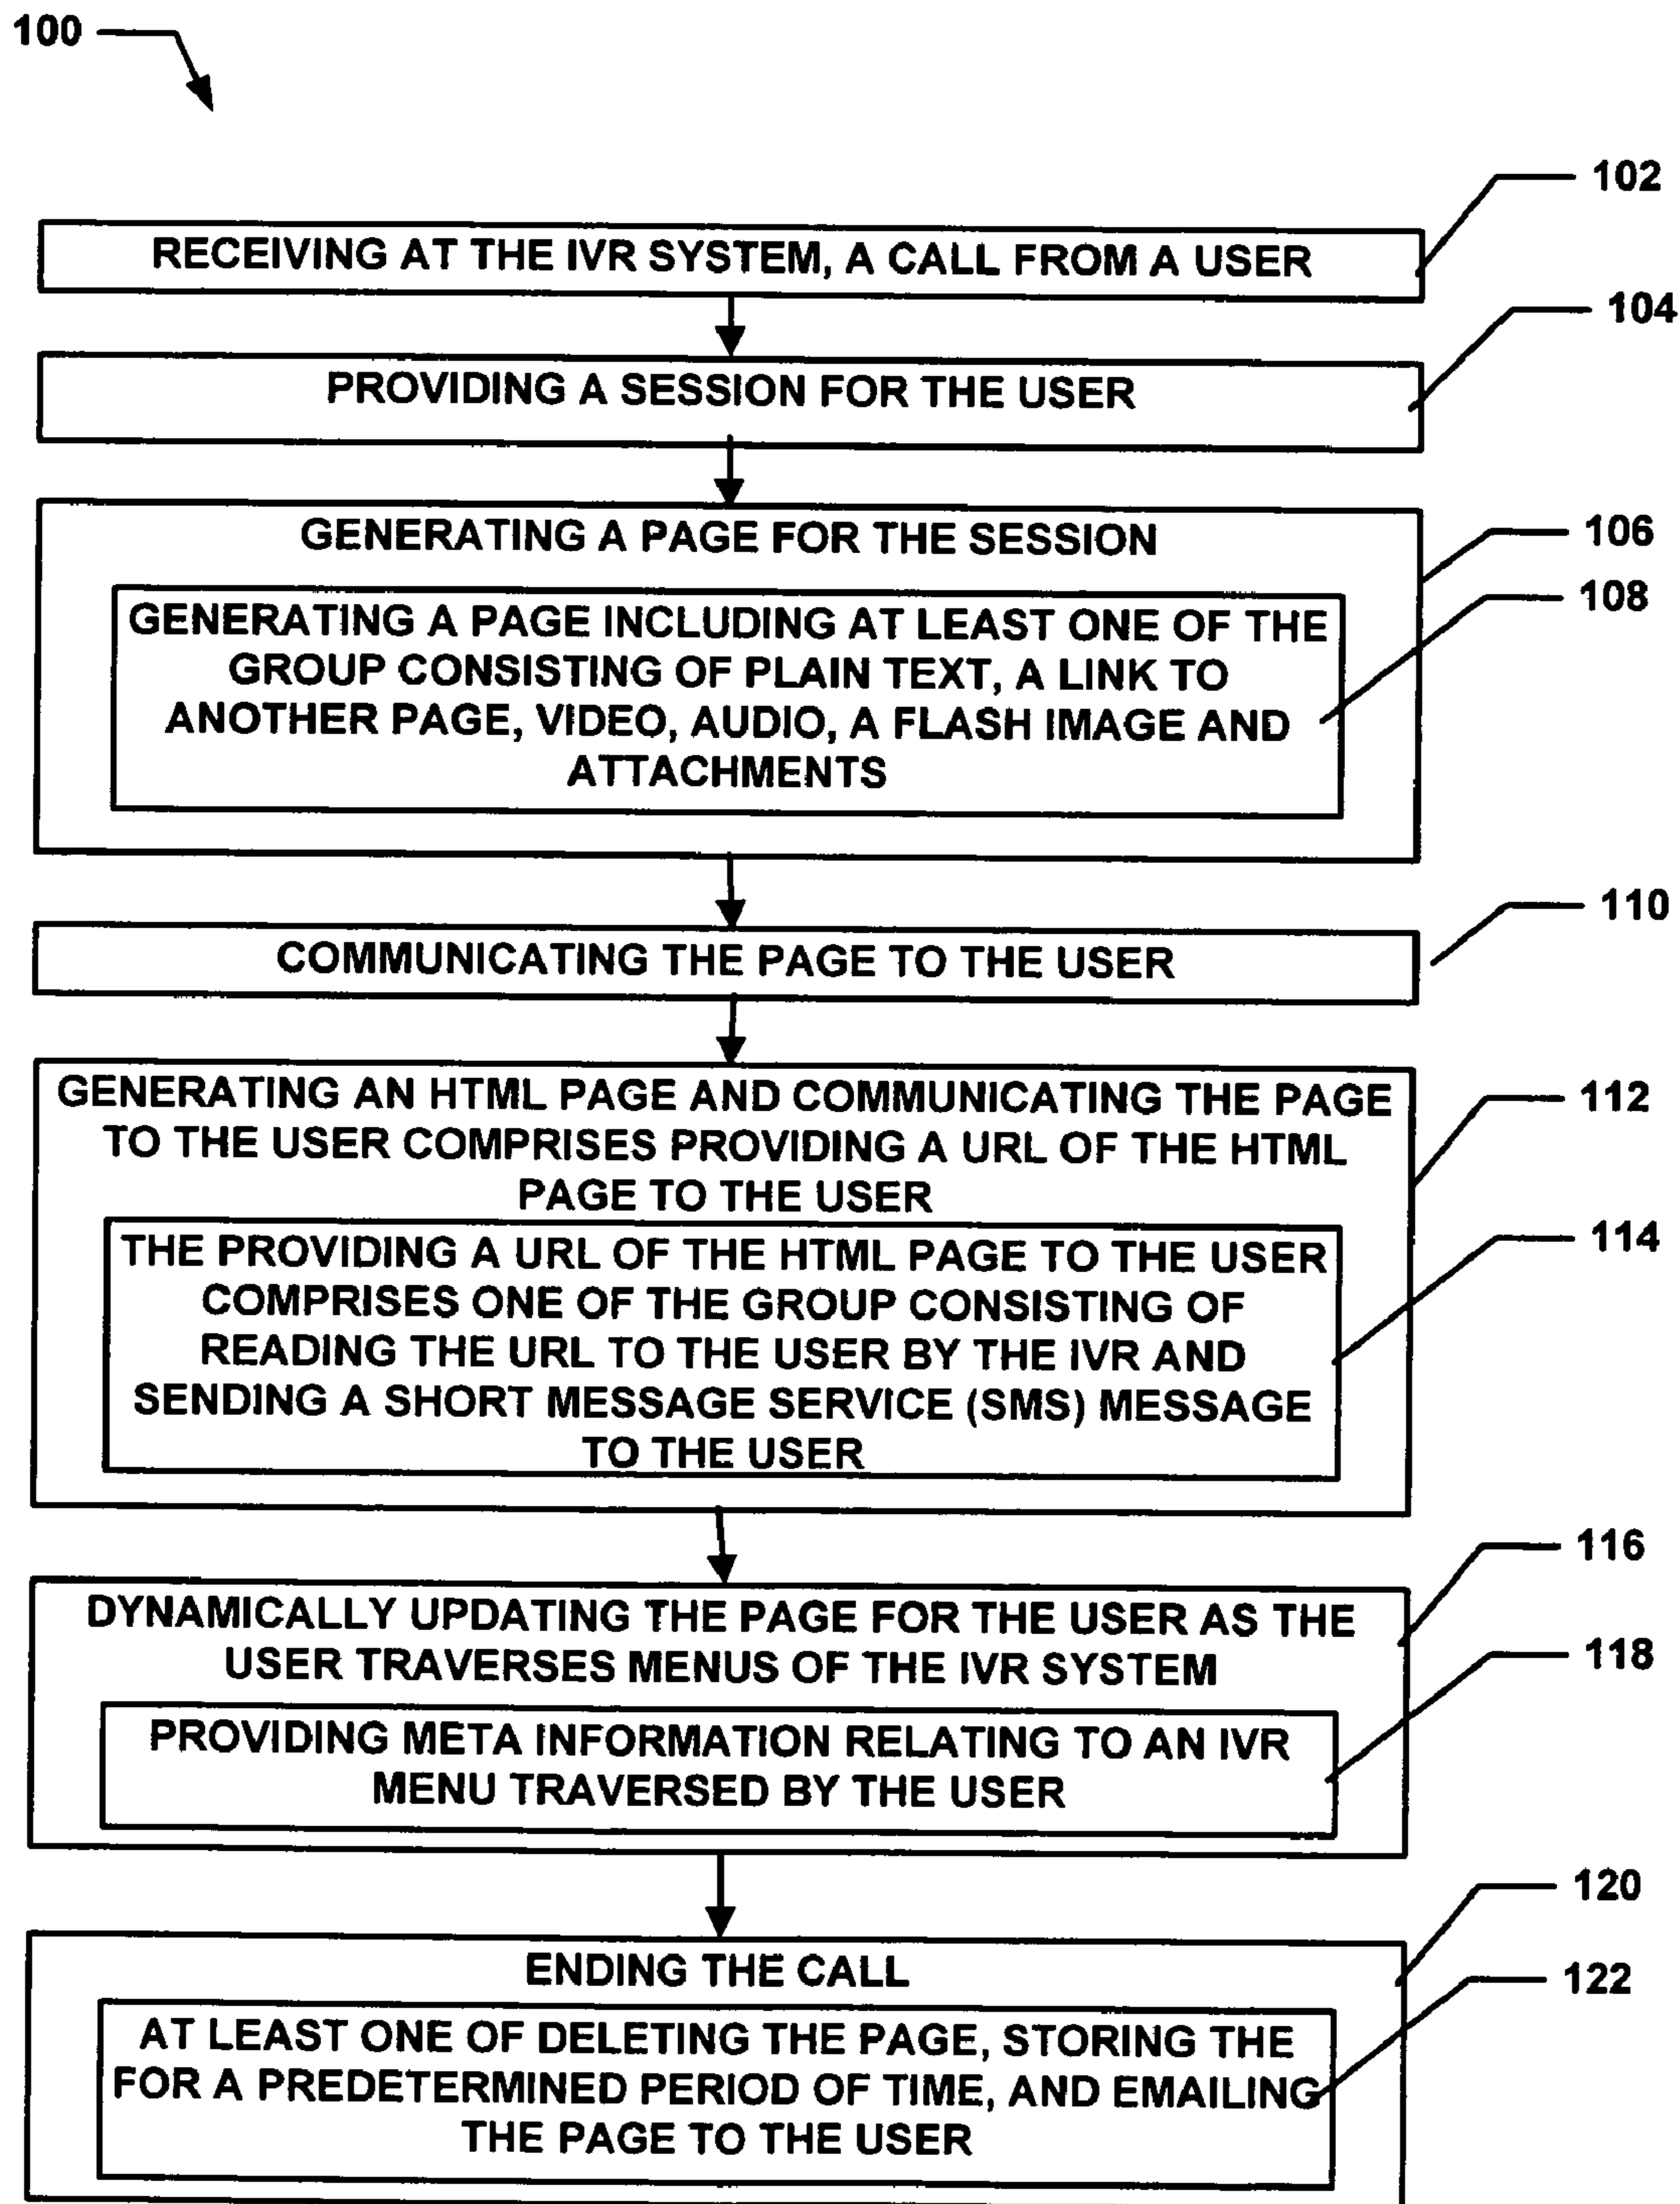 100
102
RECEIVING AT THE IVR SYSTEM, A CALL FROM A USER
104
PROVIDING A SESSION FOR THE USER
106
GENERATING A PAGE FOR THE SESSION
108
GENERATING A PAGE INCLUDING AT LEAST ONE OF THE
GROUP CONSISTING OF PLAIN TEXT, A LINK TO
ANOTHER PAGE, VIDEO, AUDIO, A FLASH IMAGE AND
ATTACHMENTS
110
COMMUNICATING THE PAGE TO THE USER
112
GENERATING AN HTML PAGE AND COMMUNICATING THE PAGE
TO THE USER COMPRISES PROVIDING A URL OF THE HTML
PAGE TO THE USER
114
THE PROVIDING A URL OF THE HTML PAGE TO THE USER
COMPRISES ONE OF THE GROUP CONSISTING OF
READING THE URL TO THE USER BY THE IVR AND
SENDING A SHORT MESSAGE SERVICE (SMS) MESSAGE
TO THE USER
116
DYNAMICALLY UPDATING THE PAGE FOR THE USER AS THE
USER TRAVERSES MENUS OF THE IVR SYSTEM
118
PROVIDING META INFORMATION RELATING TO AN IVR
MENU TRAVERSED BY THE USER
120
ENDING THE CALL
122
AT LEAST ONE OF DELETING THE PAGE, STORING THE
FOR A PREDETERMINED PERIOD OF TIME, AND EMAILING
THE PAGE TO THE USER